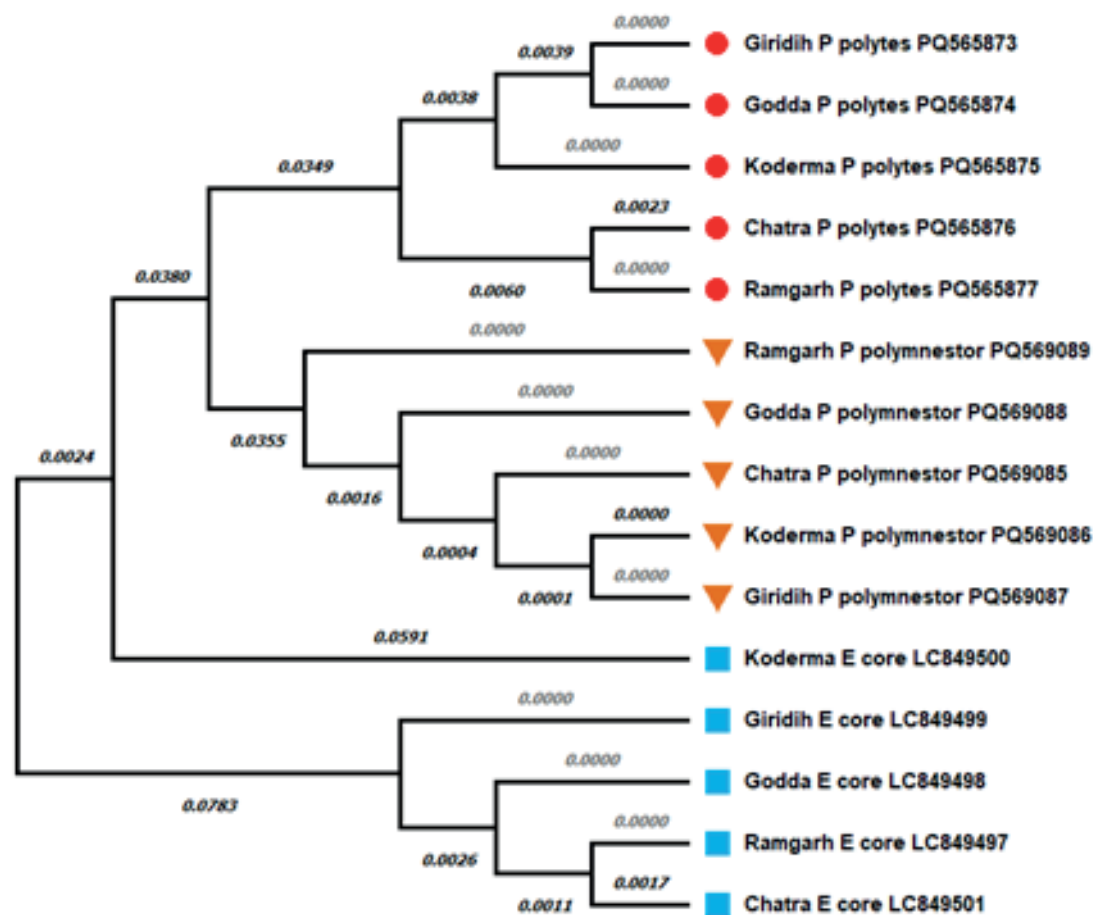 0.0000
Giridih P polytes PQ565873
0.0039
0.0000
Godda P polytes PQ565874
0.0038
0.0000
Koderma P polytes PQ565875
0.0349
0.0023
Chatra P polytes PQ565876
0.0380
0.0000
0.0060
Ramgarh P polytes PQ565877
0.0000
Ramgarh P polymnestor PQ569089
0.0000
Godda P polymnestor PQ569088
0.0355
0.0024
0.0000
Chatra P polymnestor PQ569085
0.0016
0.0000
Koderma P polymnestor PQ569086
0.0004
0.0000
0.0001
Giridih P polymnestor PQ569087
0.0591
Koderma E core LC849500
0.0000
Giridih E core LC849499
0.0000
Godda E core LC849498
0.0783
0.0000
Ramgarh E core LC849497
0.0026
0.0017
0.0011
Chatra E core LC849501